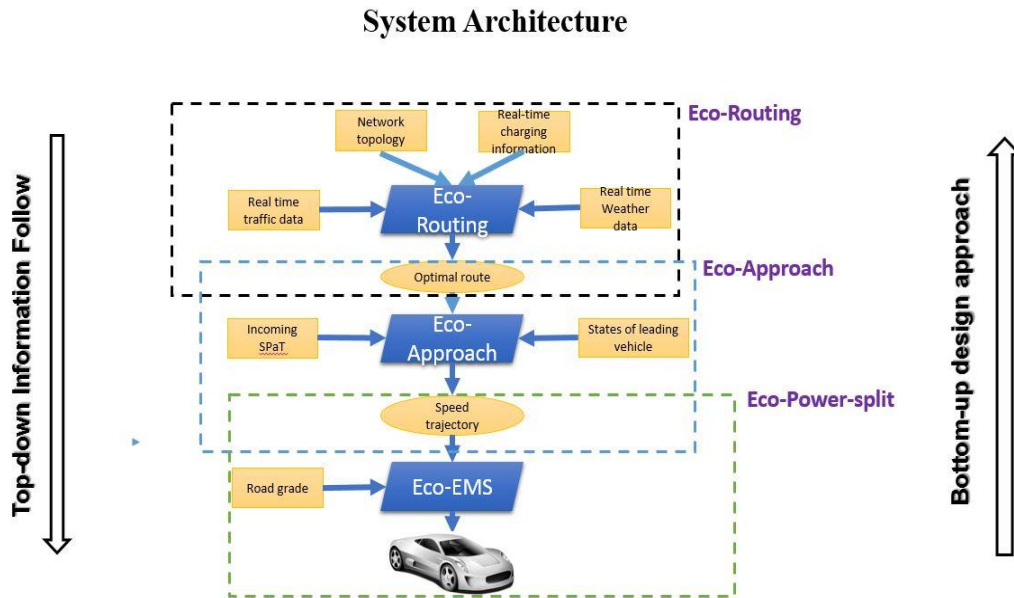 System Architecture
Eco-Routing
Network
topology
Real-time
charging
information
Real time
traffic data
Eco-
Routing
Real time
Weather
data
Optimal route
Eco-Approach
Incoming
SPaT
Eco-
Approach
States of leading
vehicle
Eco-Power-split
Speed
trajectory
Road grade
Eco-EMS
Top-down Information Follow
Bottom-up design approach